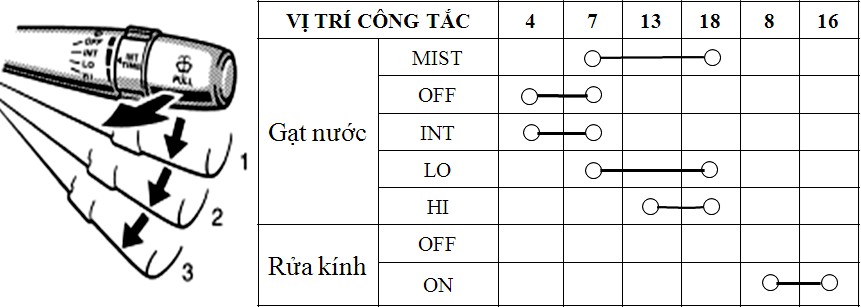 OFF
INT
LO
HI
INT TIME
PULL
1
2
3
VỊ TRÍ CÔNG TẮC 4 7 13 18 8 16
Gạt nước
MIST
OFF
INT
LO
HI
Rửa kính
OFF
ON